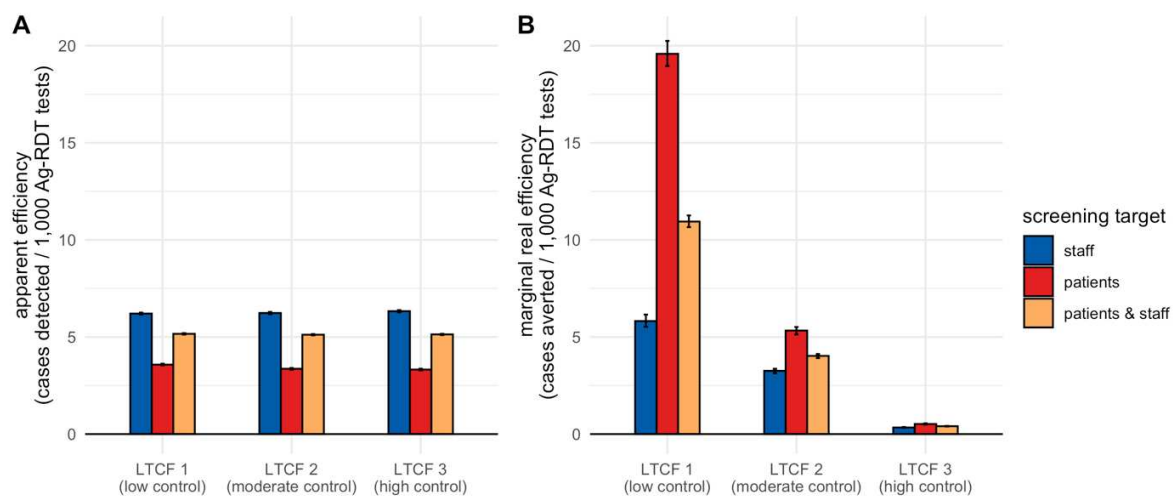 A
apparent efficiency
(cases detected / 1,000 Ag-RDT tests)
20
15
10
5
0
LTCF 1
(low control)
LTCF 2
(moderate control)
LTCF 3
(high control)
B
marginal real efficiency
(cases averted / 1,000 Ag-RDT tests)
20
15
10
5
0
LTCF 1
(low control)
LTCF 2
(moderate control)
LTCF 3
(high control)
screening target
staff
patients
patients & staff